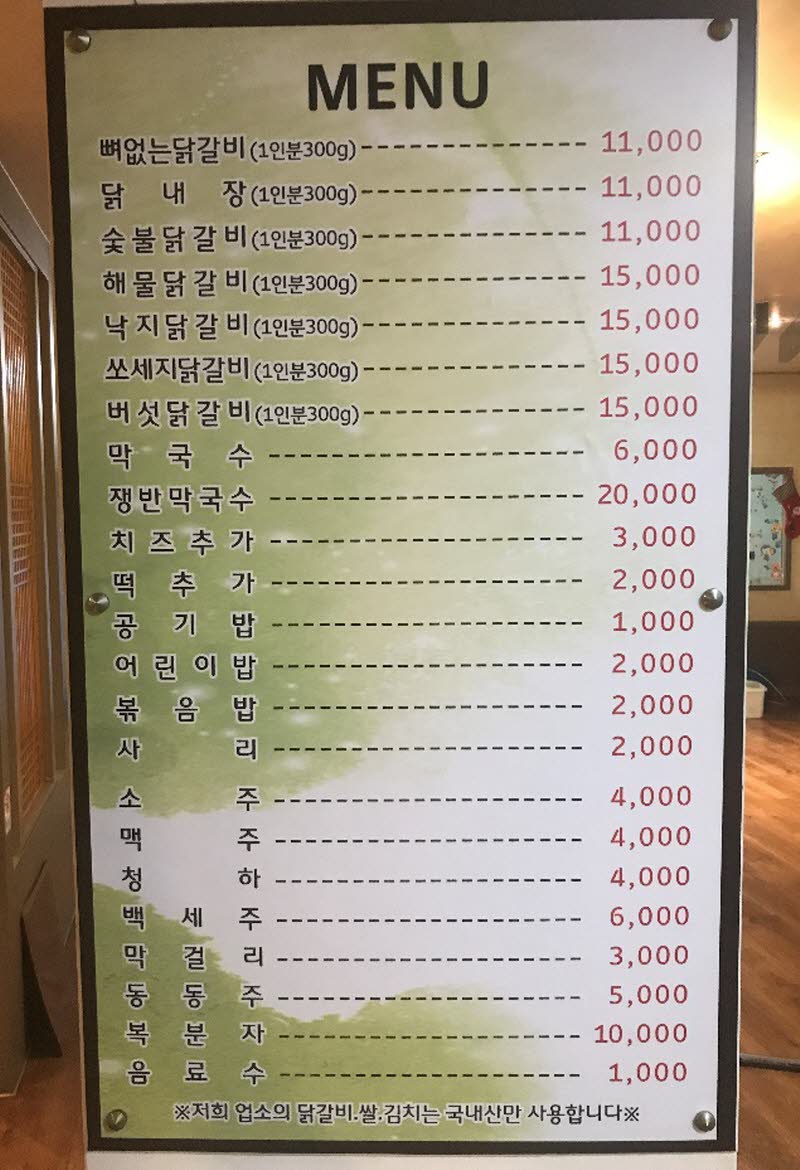 MENU
뼈없는닭갈비(1인분300g) 11,000
닭내장(1인분300g) 11,000
숯불닭갈비(1인분300g) 11,000
해물닭갈비(1인분300g) 15,000
낙지닭갈비(1인분300g) 15,000
쏘세지닭갈비(1인분300g) 15,000
버섯닭갈비(1인분300g) 15,000
막국수 6,000
쟁반막국수 20,000
치즈추가 3,000
떡추가 2,000
공기밥 1,000
어린이밥 2,000
볶음밥 2,000
사리 2,000
소주 4,000
맥주 4,000
청하 4,000
백세주 6,000
막걸리 3,000
동동주 5,000
복분자 10,000
음료수 1,000
※저희 업소의 닭갈비.쌀.김치는 국내산만 사용합니다※